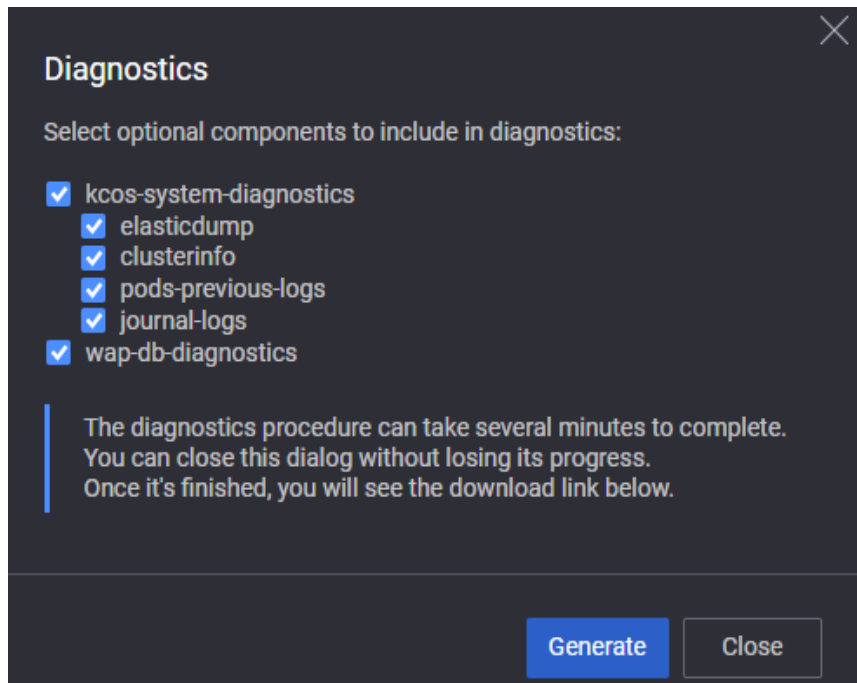 Diagnostics
Select optional components to include in diagnostics:
kcos-system-diagnostics
elasticdump
clusterinfo
pods-previous-logs
journal-logs
wap-db-diagnostics
The diagnostics procedure can take several minutes to complete.
You can close this dialog without losing its progress.
Once it's finished, you will see the download link below.
Generate Close